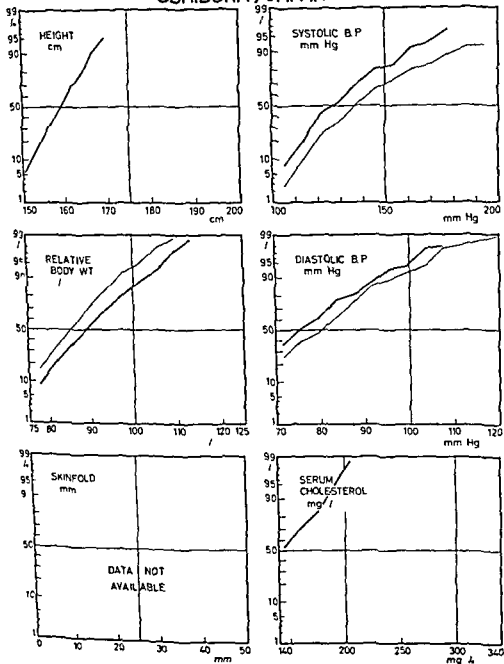 99
90
50
10
5
1
HEIGHT
cm
150 160 170 180 190 200
cm
99
95
90
50
10
5
1
SYSTOLIC B.P
mm Hg
100 150 200
mm Hg
99
50
10
5
1
RELATIVE
BODY WT
75 80 90 100 110 120 125
99
95
90
50
10
5
1
DIASTOLIC B.P
mm Hg
70 80 90 100 110 120
mm Hg
99
9
50
10
1
SKINFOLD
mm
DATA NOT
AVAILABLE
0 10 20 30 40 50
mm
99
95
90
50
10
5
1
SERUM
CHOLESTEROL
mg
140 200 250 300 340
mg